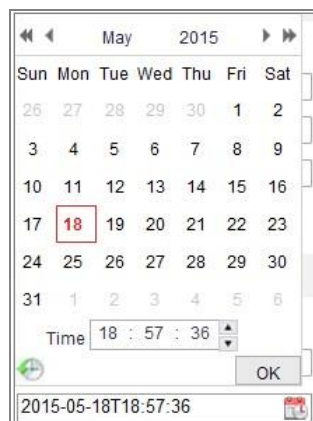 May 2015
Sun Mon Tue Wed Thu Fri Sat
26 27 28 29 30 1 2
3 4 5 6 7 8 9
10 11 12 13 14 15 16
17 18 19 20 21 22 23
24 25 26 27 28 29 30
31 1 2 3 4 5 6
Time 18 : 57 : 36
OK
2015-05-18T18:57:36